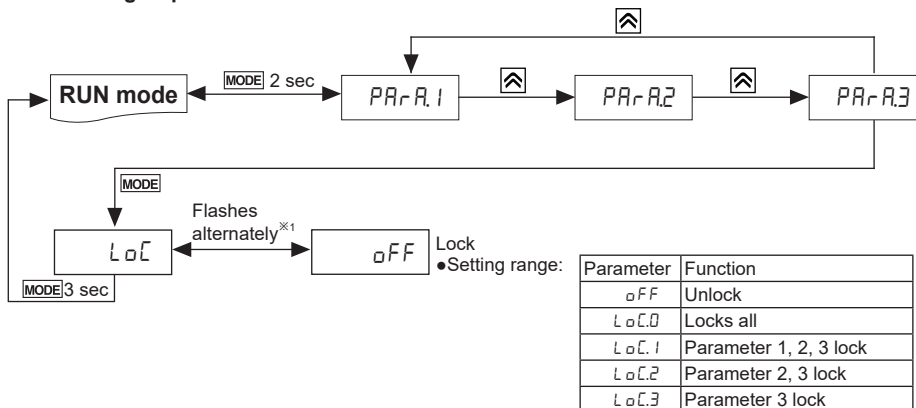 RUN mode
MODE 2 sec
PArA.1
PArA.2
PArA.3
MODE
LoC
Flashes
alternately※1
oFF
Lock
●Setting range:
MODE 3 sec
Parameter Function
oFF Unlock
LoC.0 Locks all
LoC.1 Parameter 1, 2, 3 lock
LoC.2 Parameter 2, 3 lock
LoC.3 Parameter 3 lock